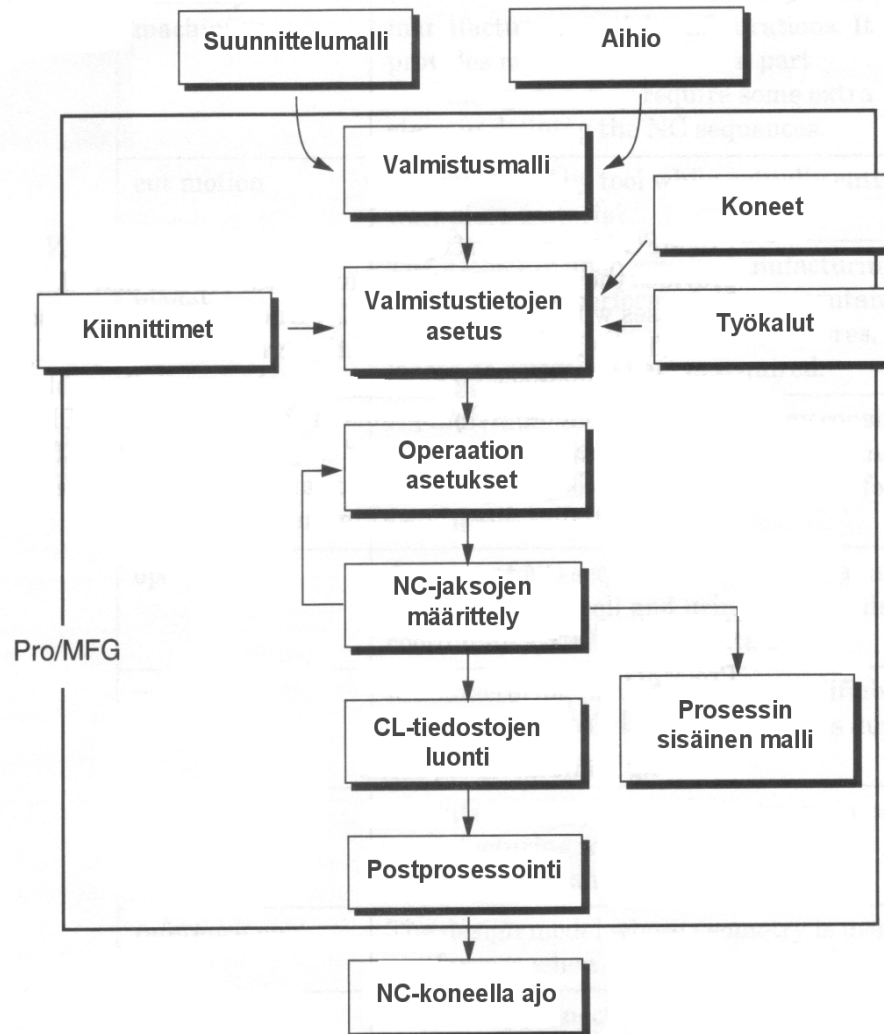 Suunnittelumalli
Aihio
Valmistusmalli
Koneet
Valmistustietojen
asetus
Kiinnittimet
Työkalut
Operaation
asetukset
NC-jaksojen
määrittely
Pro/MFG
CL-tiedostojen
luonti
Prosessin
sisäinen malli
Postprosessointi
NC-koneella ajo